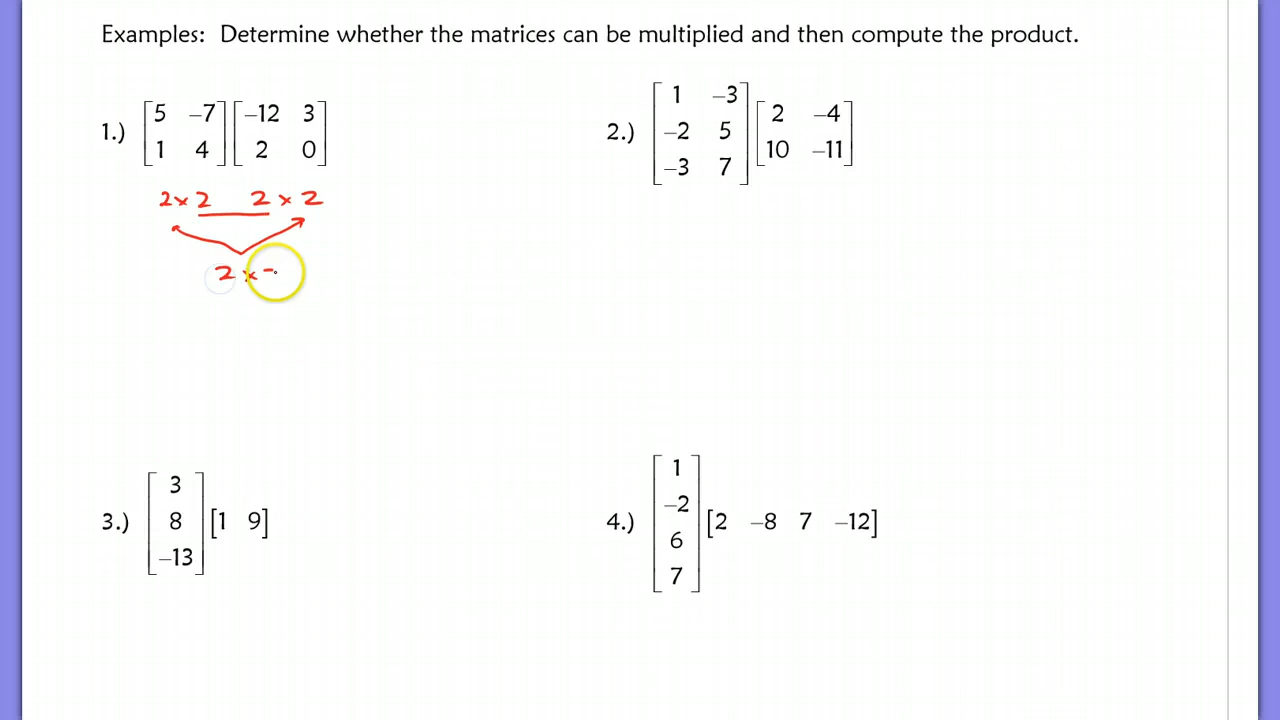 Examples: Determine whether the matrices can be multiplied and then compute the product.
1.) [5 –7] [–12 3]
[1 4] [2 0]
2 x 2 2 x 2
2 x
2.) [1 –3]
[–2 5] [2 –4]
[–3 7] [10 –11]
3.) [3]
[8] [1 9]
[–13]
4.) [1]
[–2]
[6] [2 –8 7 –12]
[7]